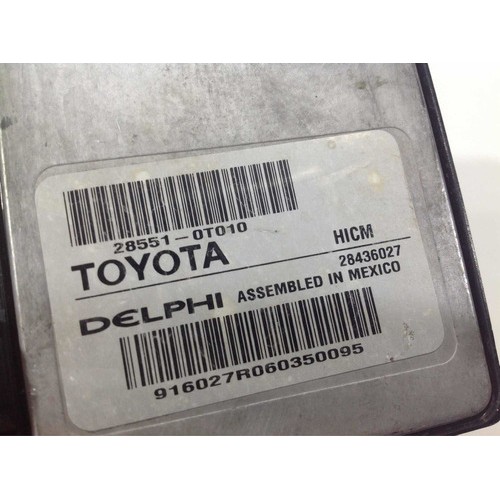 28551-0T010
TOYOTA
HICM
28436027
DELPHI ASSEMBLED IN MEXICO
916027R060350095